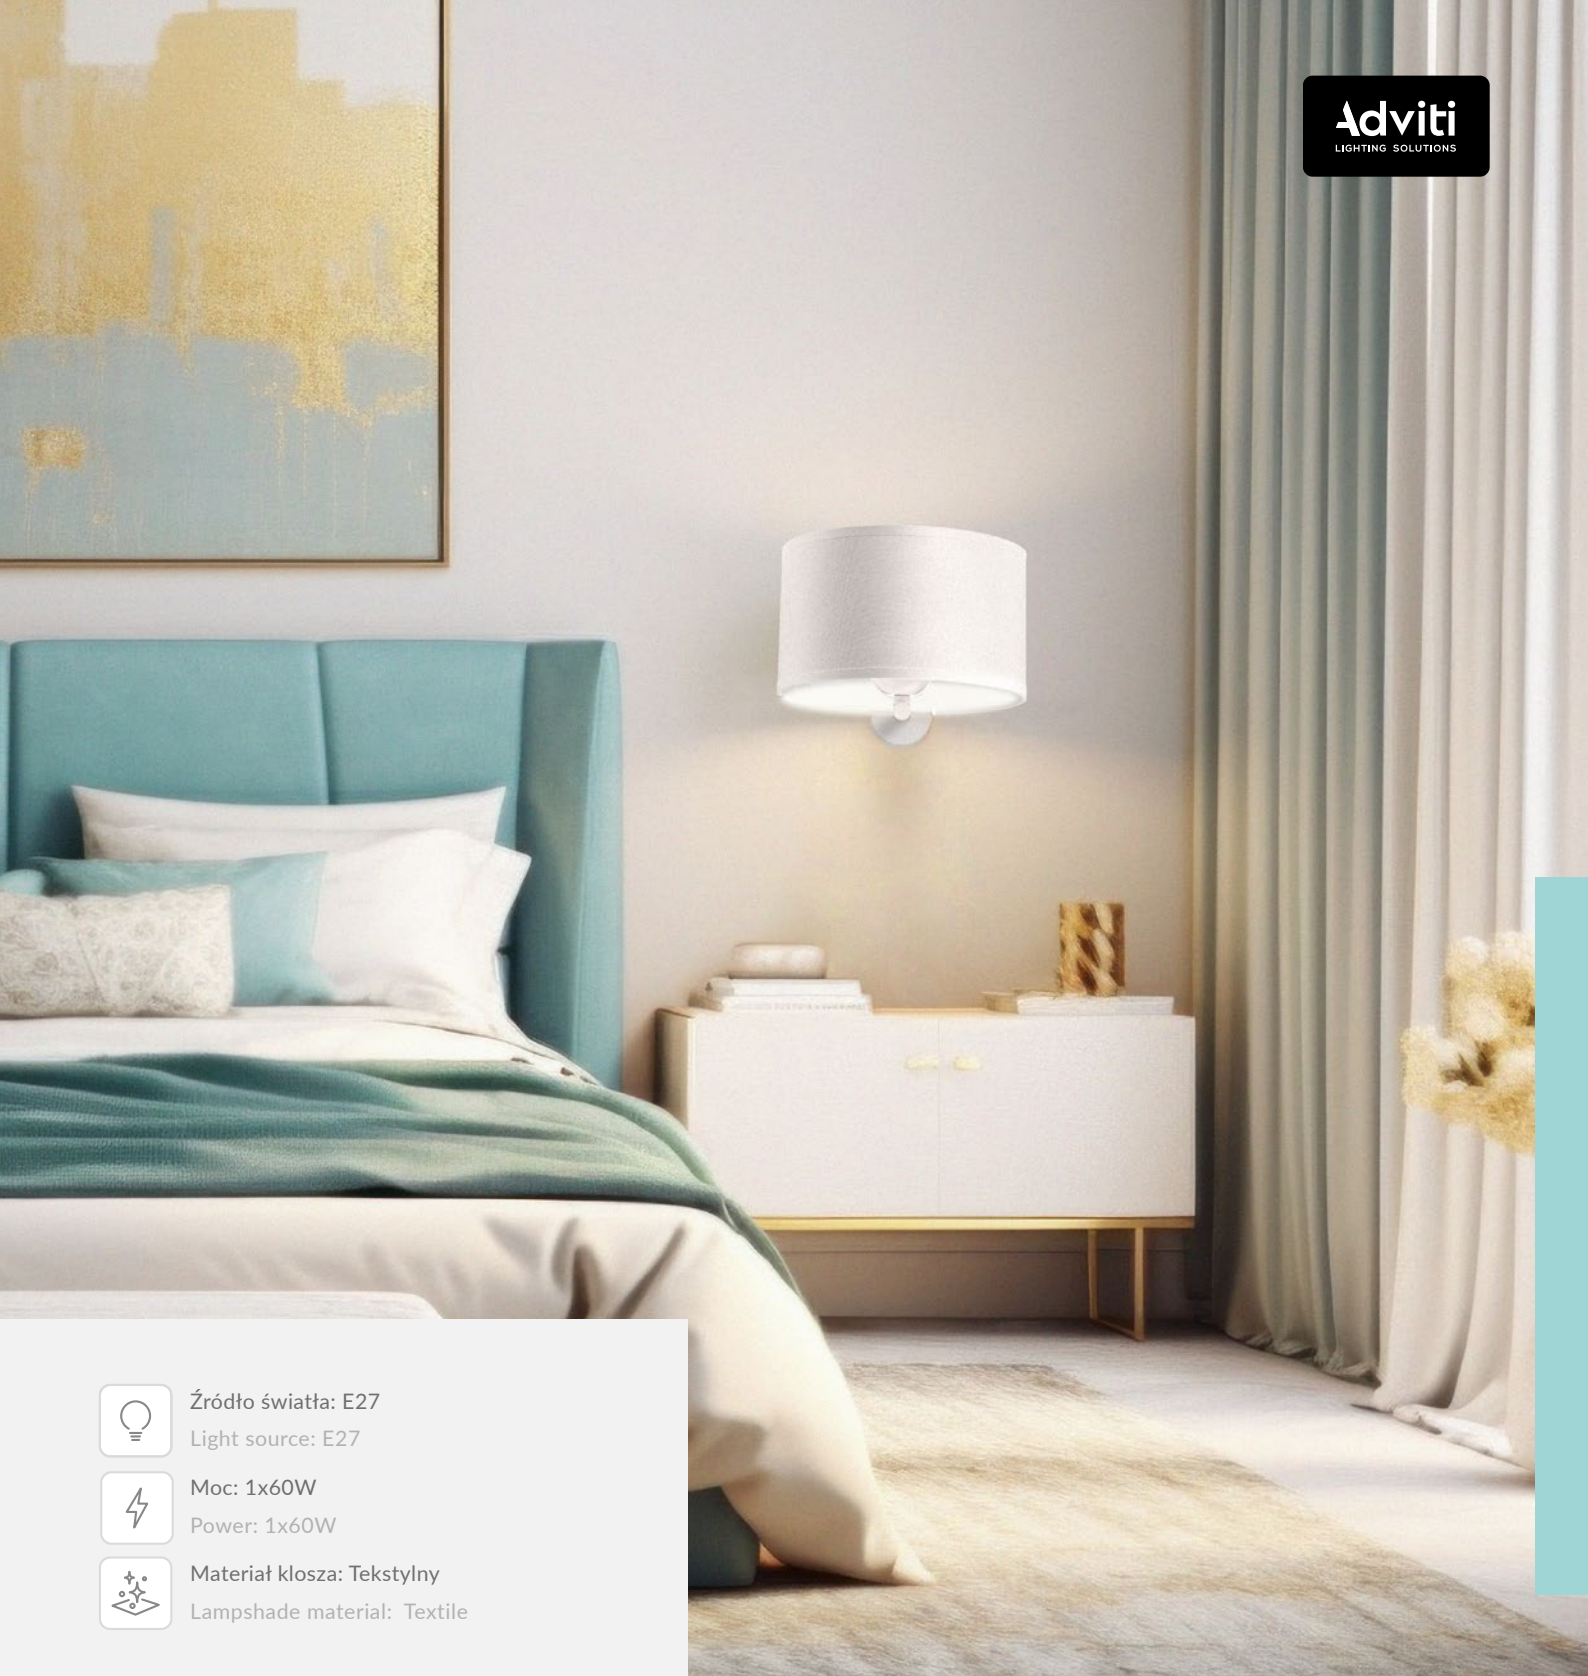 Adviti
LIGHTING SOLUTIONS
Źródło światła: E27
Light source: E27
Moc: 1x60W
Power: 1x60W
Materiał klosza: Tekstylny
Lampshade material: Textile